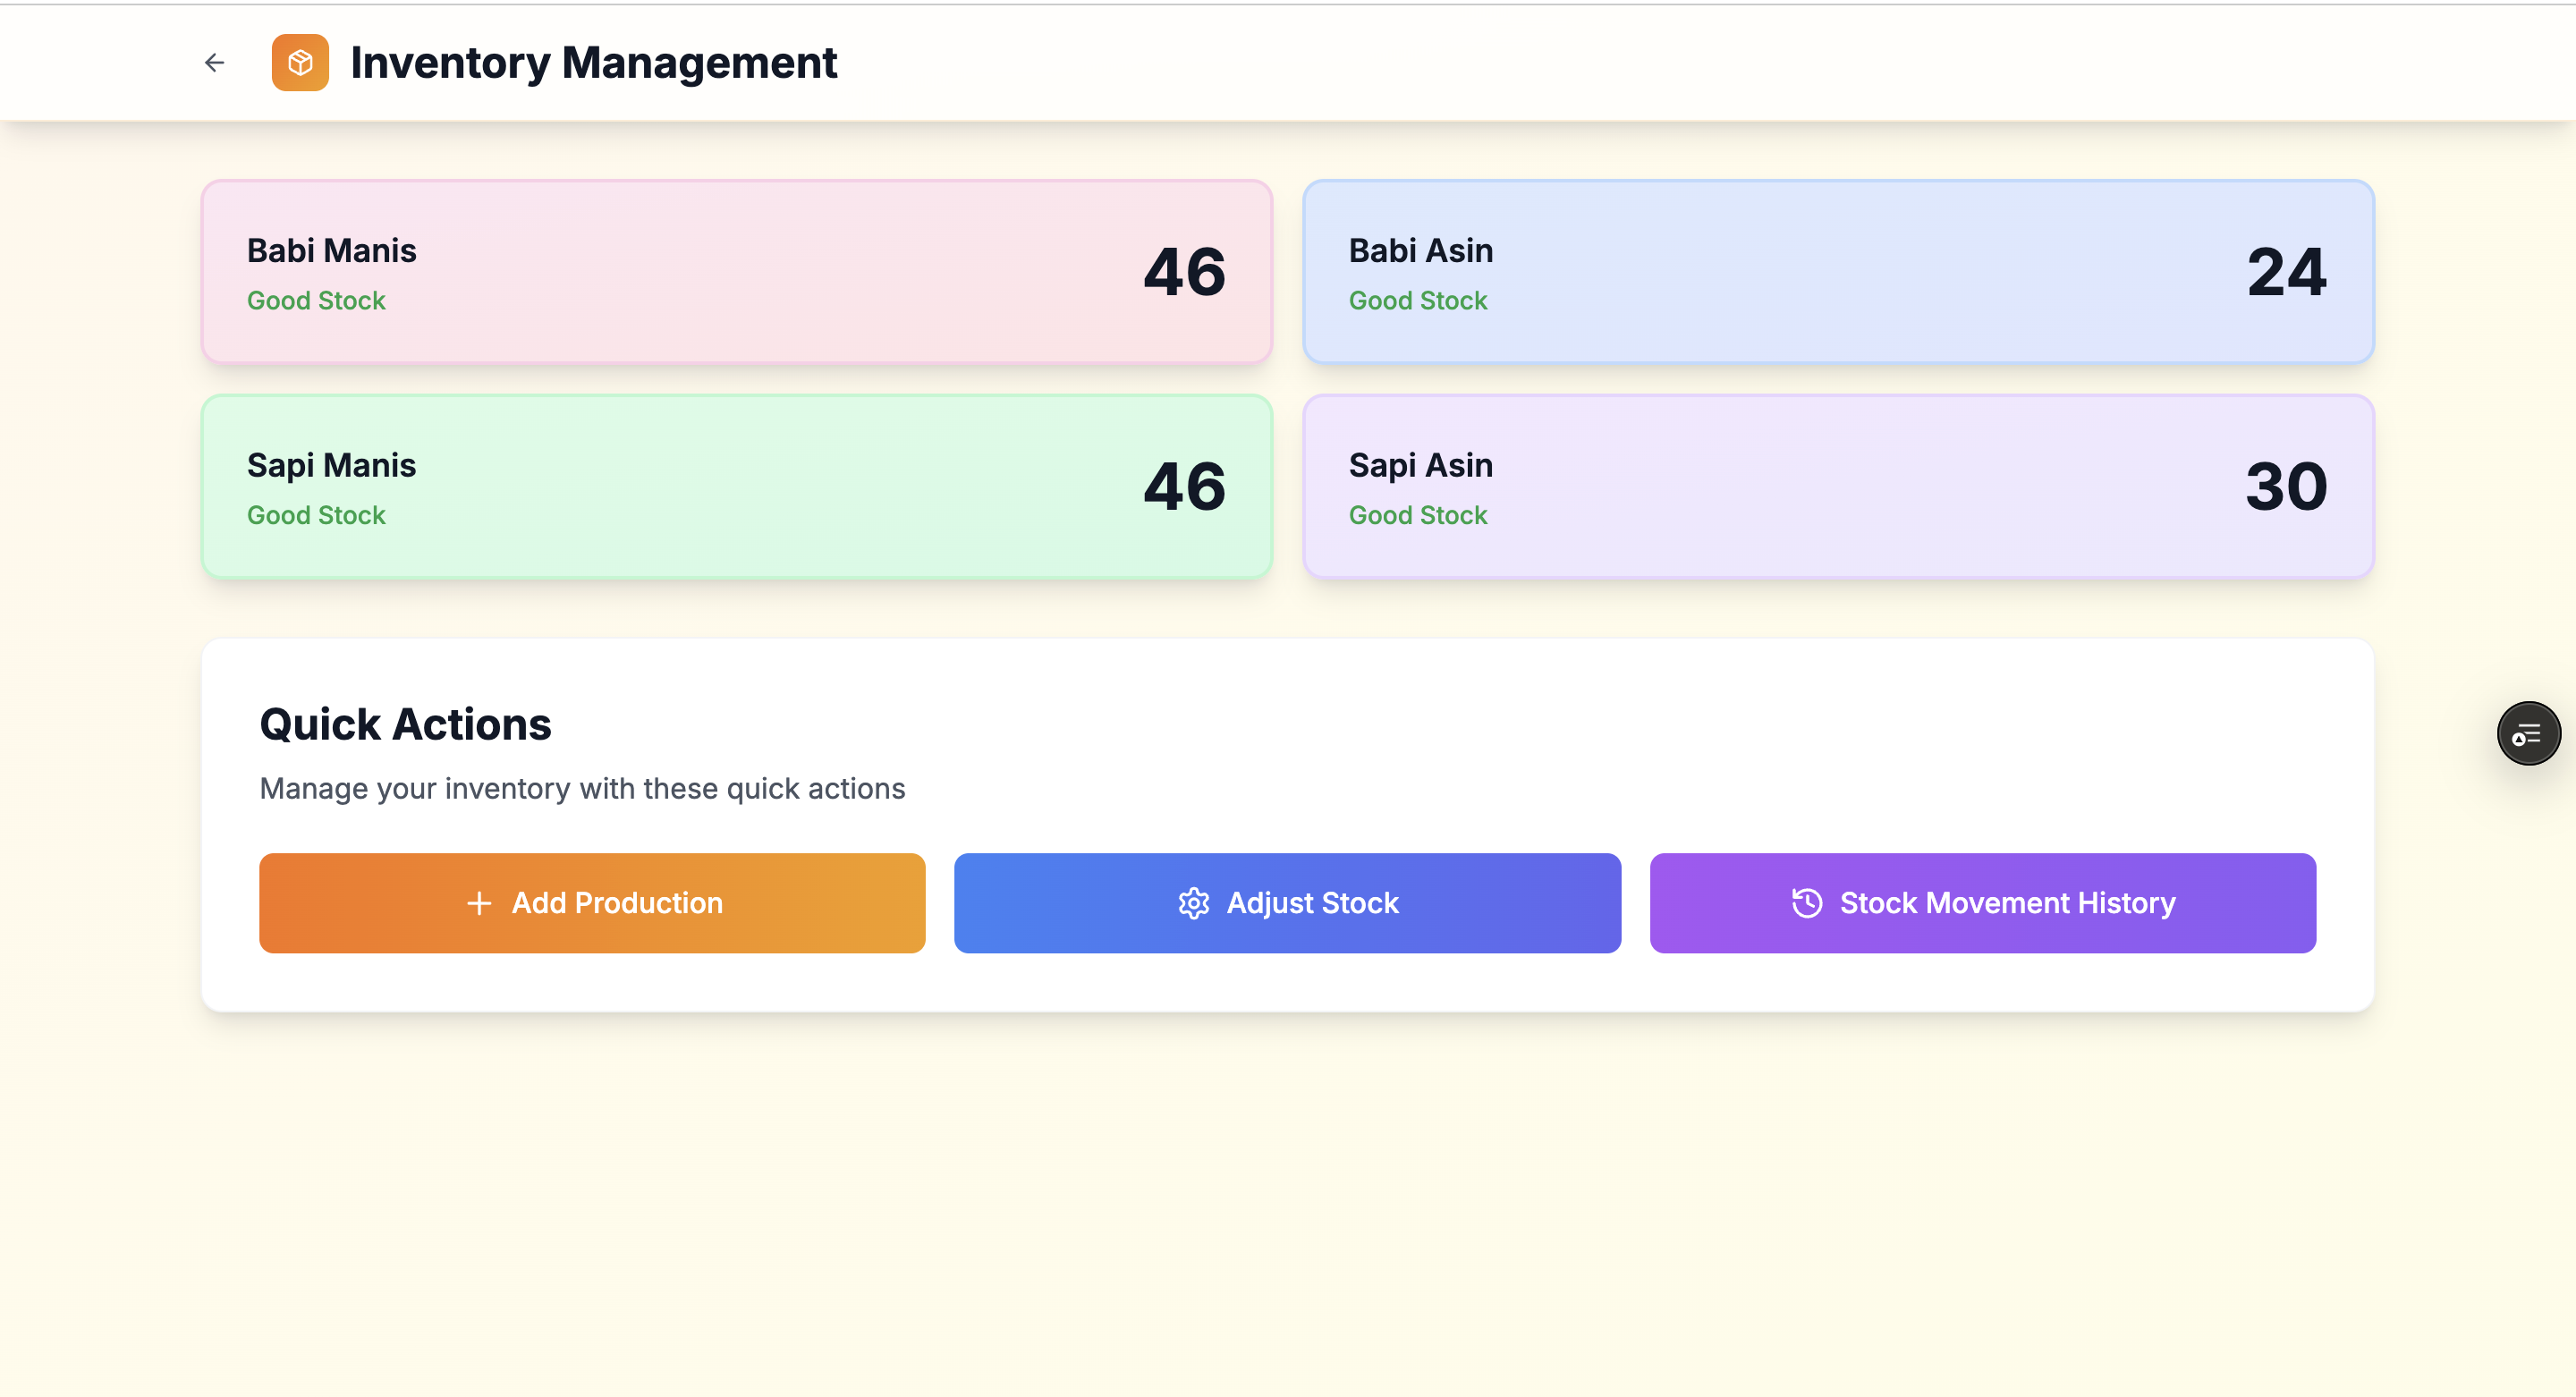 Inventory Management
Babi Manis
Good Stock
46
Babi Asin
Good Stock
24
Sapi Manis
Good Stock
46
Sapi Asin
Good Stock
30
Quick Actions
Manage your inventory with these quick actions
Add Production
Adjust Stock
Stock Movement History